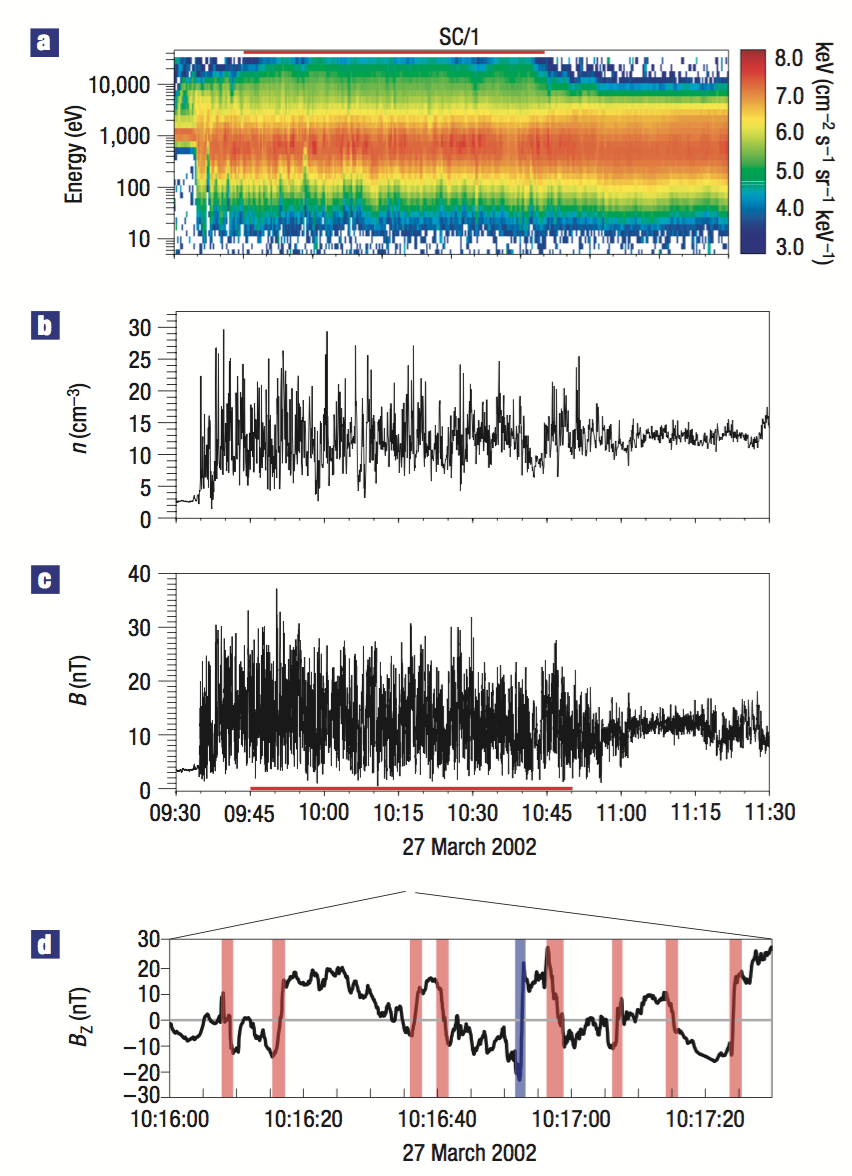 a
SC/1
Energy (eV)
10,000
1,000
100
10
8.0
7.0
6.0
5.0
4.0
3.0
keV (cm−2 s−1 sr−1 keV−1)
b
n (cm−3)
30
25
20
15
10
5
0
c
B (nT)
40
30
20
10
0
09:30 09:45 10:00 10:15 10:30 10:45 11:00 11:15 11:30
27 March 2002
d
BZ (nT)
30
20
10
0
−10
−20
−30
10:16:00 10:16:20 10:16:40 10:17:00 10:17:20
27 March 2002